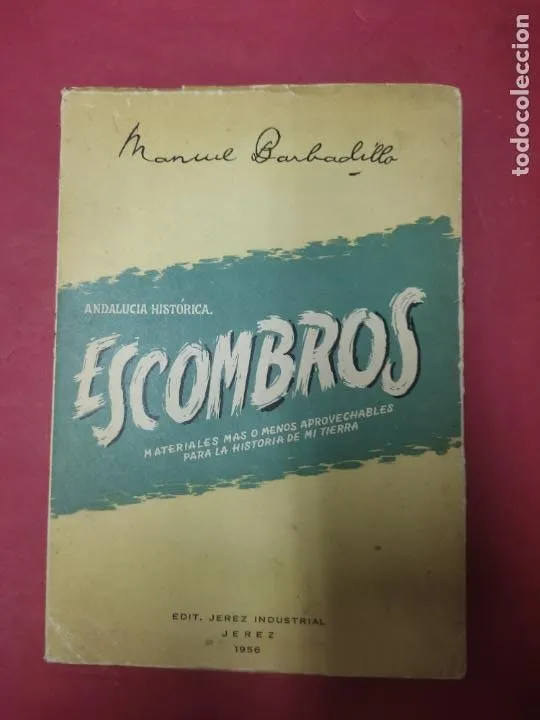 Manuel Barbadillo
ANDALUCIA HISTÓRICA.
ESCOMBROS
MATERIALES MAS O MENOS APROVECHABLES
PARA LA HISTORIA DE MI TIERRA
EDIT. JEREZ INDUSTRIAL
JEREZ
1956
todocoleccion